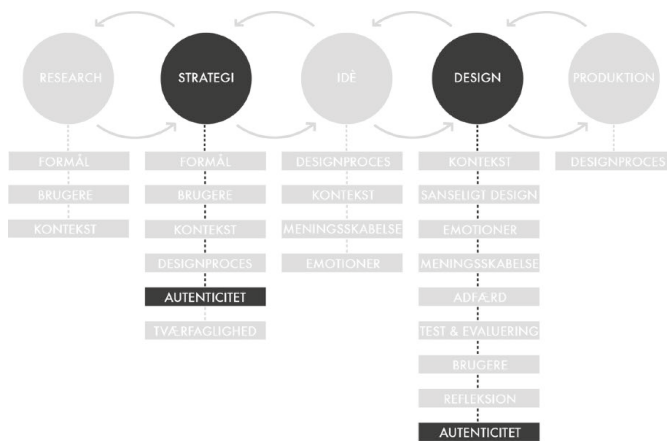 RESEARCH
STRATEGI
IDÈ
DESIGN
PRODUKTION
FORMÅL
BRUGERE
KONTEKST
FORMÅL
BRUGERE
KONTEKST
DESIGNPROCES
AUTENTICITET
TVÆRFAGLIGHED
DESIGNPROCES
KONTEKST
MENINGSSKABELSE
EMOTIONER
KONTEKST
SANSELIGT DESIGN
EMOTIONER
MENINGSSKABELSE
ADFÆRD
TEST & EVALUERING
BRUGERE
REFLEKSION
AUTENTICITET
DESIGNPROCES